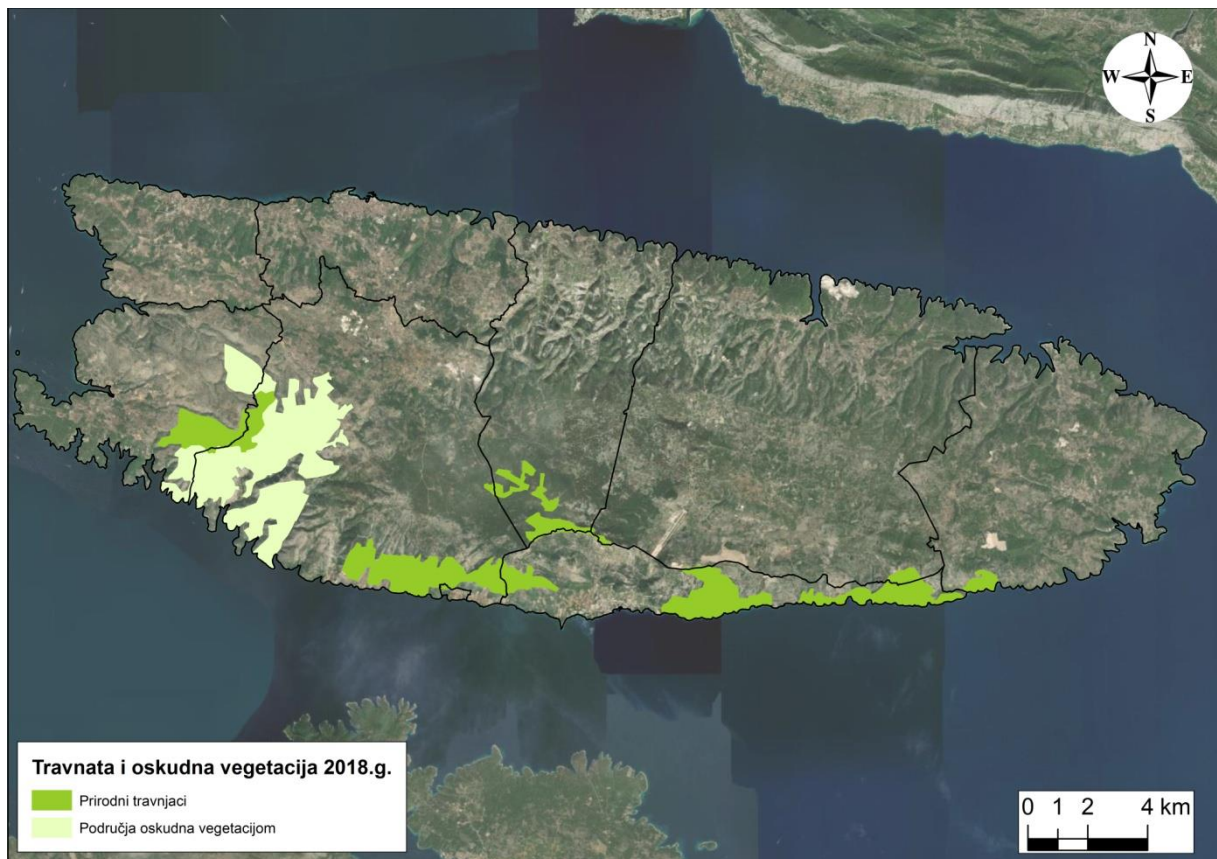 N
W E
S
Travnata i oskudna vegetacija 2018.g.
Prirodni travnjaci
Područja oskudna vegetacijom
0 1 2 4 km